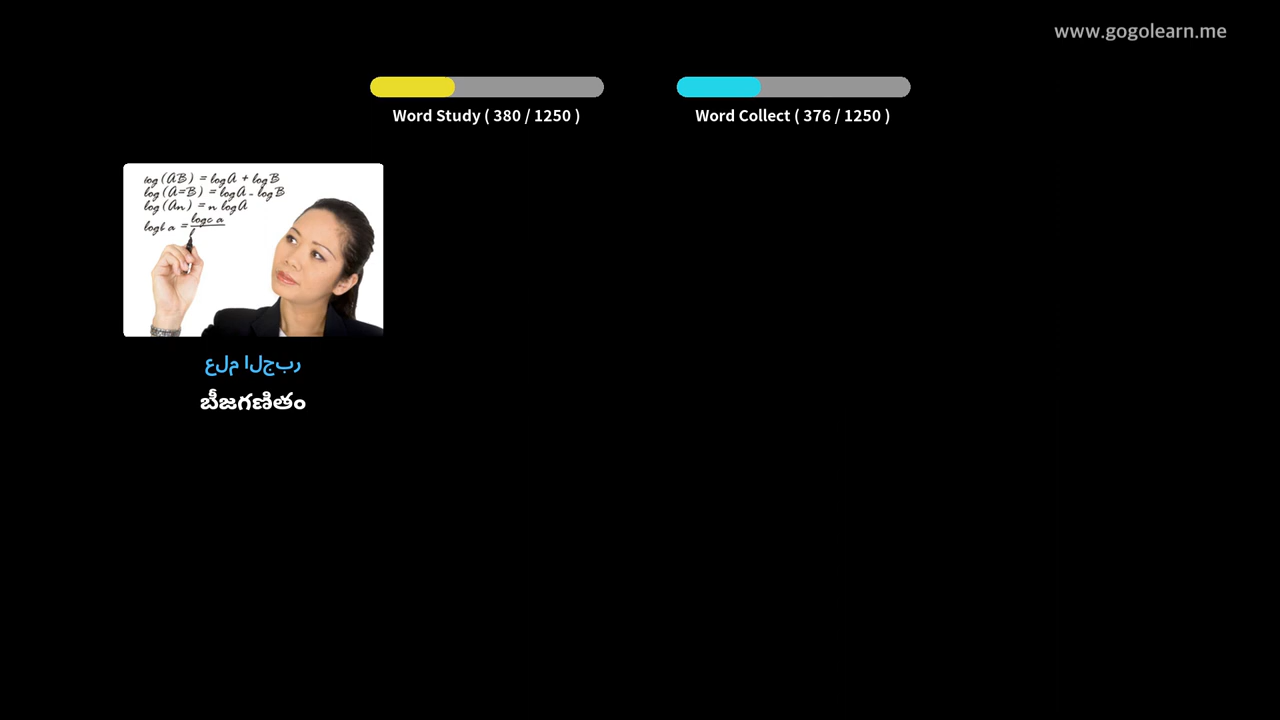 www.gogolearn.me
Word Study ( 380 / 1250 )
Word Collect ( 376 / 1250 )
log (AB) = logA + logB
log (A=B) = logA - logB
log (An) = n logA
logb a = logc a
علم الجبر
బీజగణితం